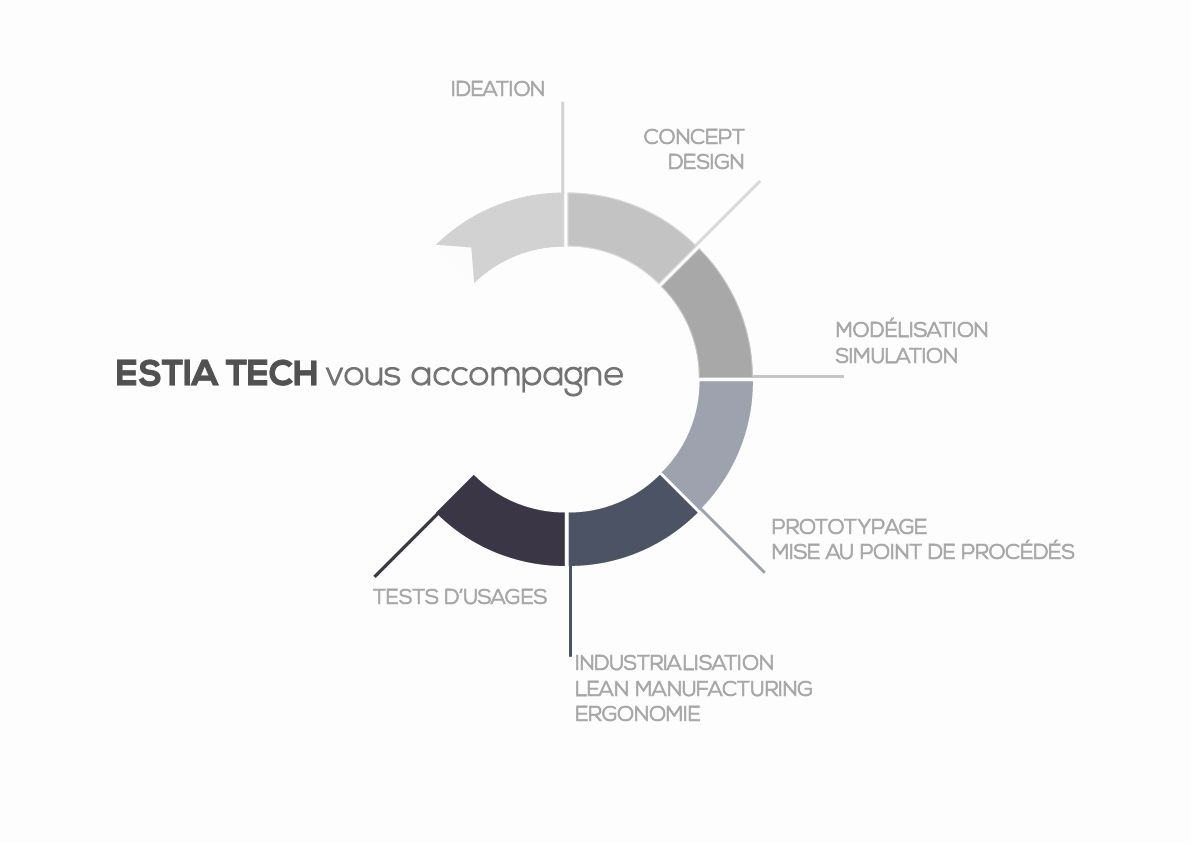 IDEATION
CONCEPT
DESIGN
MODÉLISATION
SIMULATION
ESTIA TECH vous accompagne
PROTOTYPAGE
MISE AU POINT DE PROCÉDÉS
TESTS D'USAGES
INDUSTRIALISATION
LEAN MANUFACTURING
ERGONOMIE